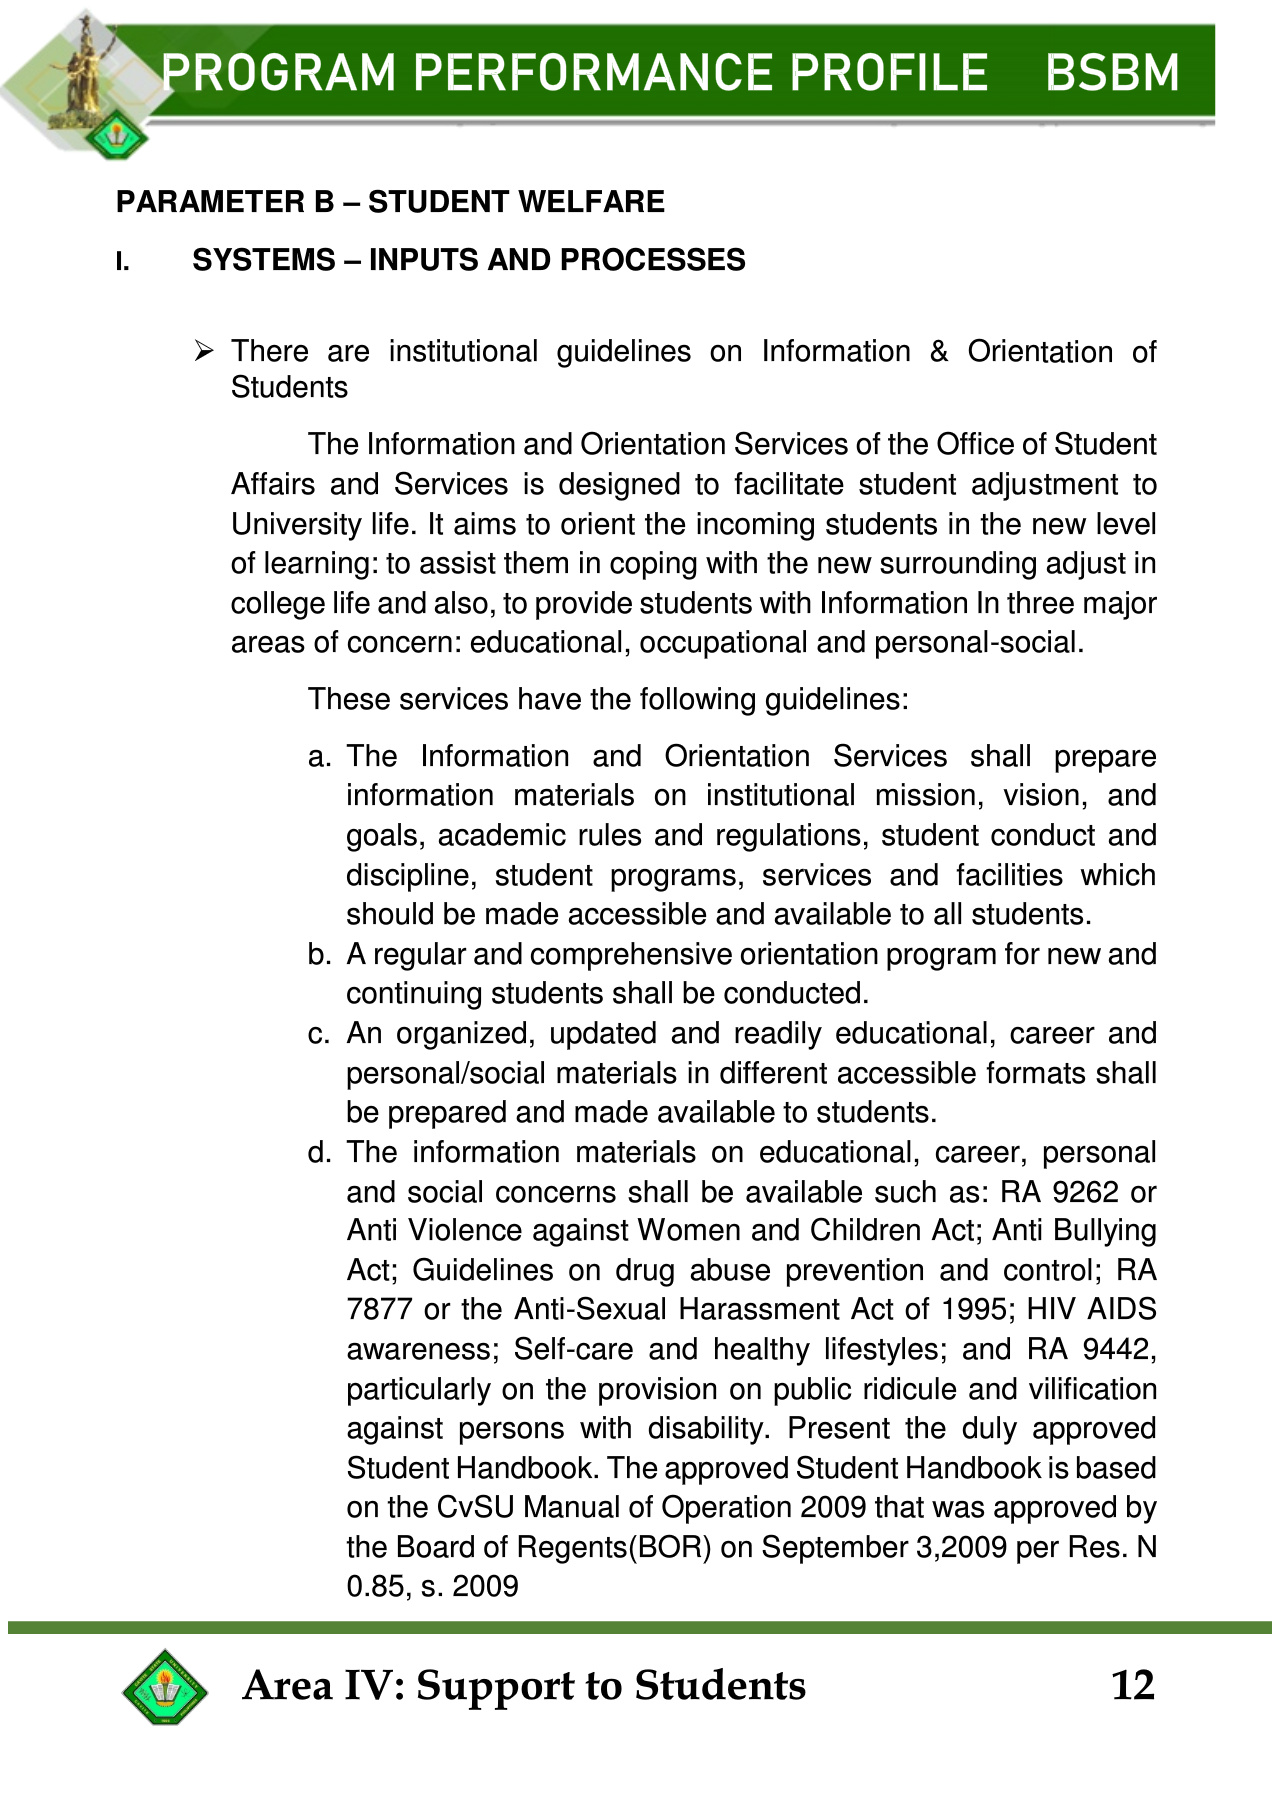 PROGRAM PERFORMANCE PROFILE BSBM
PARAMETER B – STUDENT WELFARE
I. SYSTEMS – INPUTS AND PROCESSES
➢ There are institutional guidelines on Information & Orientation of
Students
The Information and Orientation Services of the Office of Student
Affairs and Services is designed to facilitate student adjustment to
University life. It aims to orient the incoming students in the new level
of learning: to assist them in coping with the new surrounding adjust in
college life and also, to provide students with Information In three major
areas of concern: educational, occupational and personal-social.
These services have the following guidelines:
a. The Information and Orientation Services shall prepare
information materials on institutional mission, vision, and
goals, academic rules and regulations, student conduct and
discipline, student programs, services and facilities which
should be made accessible and available to all students.
b. A regular and comprehensive orientation program for new and
continuing students shall be conducted.
c. An organized, updated and readily educational, career and
personal/social materials in different accessible formats shall
be prepared and made available to students.
d. The information materials on educational, career, personal
and social concerns shall be available such as: RA 9262 or
Anti Violence against Women and Children Act; Anti Bullying
Act; Guidelines on drug abuse prevention and control; RA
7877 or the Anti-Sexual Harassment Act of 1995; HIV AIDS
awareness; Self-care and healthy lifestyles; and RA 9442,
particularly on the provision on public ridicule and vilification
against persons with disability. Present the duly approved
Student Handbook. The approved Student Handbook is based
on the CvSU Manual of Operation 2009 that was approved by
the Board of Regents(BOR) on September 3,2009 per Res. N
0.85, s. 2009
Area IV: Support to Students 12